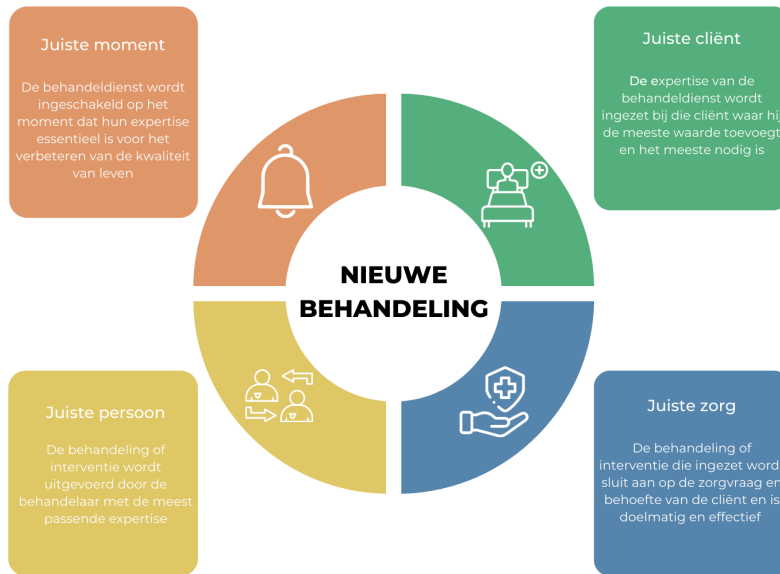 Juiste moment
De behandeldienst wordt
ingeschakeld op het
moment dat hun expertise
essentieel is voor het
verbeteren van de kwaliteit
van leven
Juiste cliënt
De expertise van de
behandeldienst wordt
ingezet bij die cliënt waar hij
de meeste waarde toevoegt
en het meeste nodig is
NIEUWE
BEHANDELING
Juiste persoon
De behandeling of
interventie wordt
uitgevoerd door de
behandelaar met de meest
passende expertise
Juiste zorg
De behandeling of
interventie die ingezet wordt
sluit aan op de zorgvraag en
behoefte van de cliënt en is
doelmatig en effectief